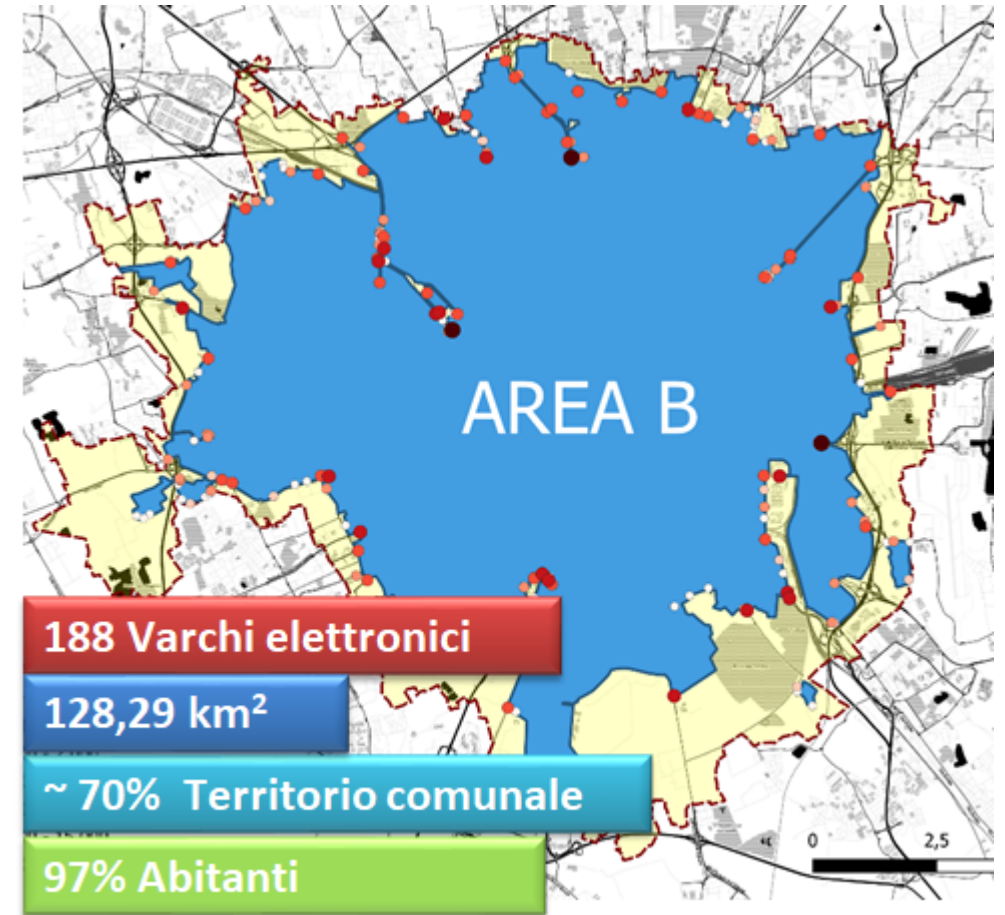 AREA B
188 Varchi elettronici
128,29 km²
~ 70% Territorio comunale
97% Abitanti
0 2,5